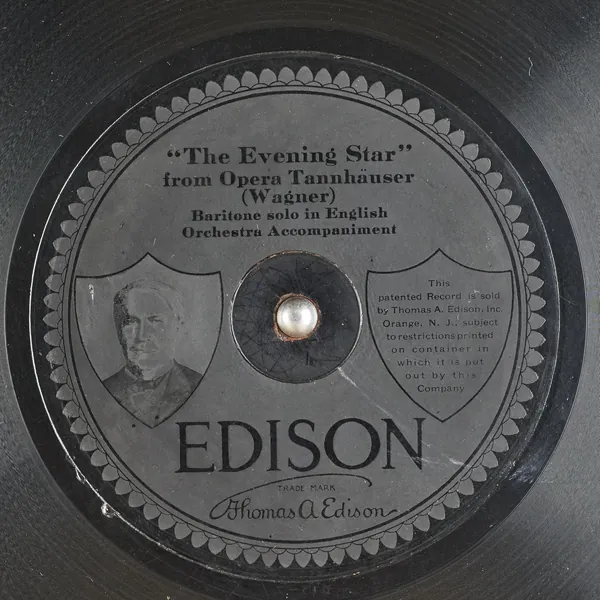 “The Evening Star”
from Opera Tannhäuser
(Wagner)
Baritone solo in English
Orchestra Accompaniment
This
patented Record is sold
by Thomas A. Edison, Inc.
Orange, N. J., subject
to restrictions printed
on container in
which it is put
out by this
Company
EDISON
TRADE MARK
Thomas A Edison